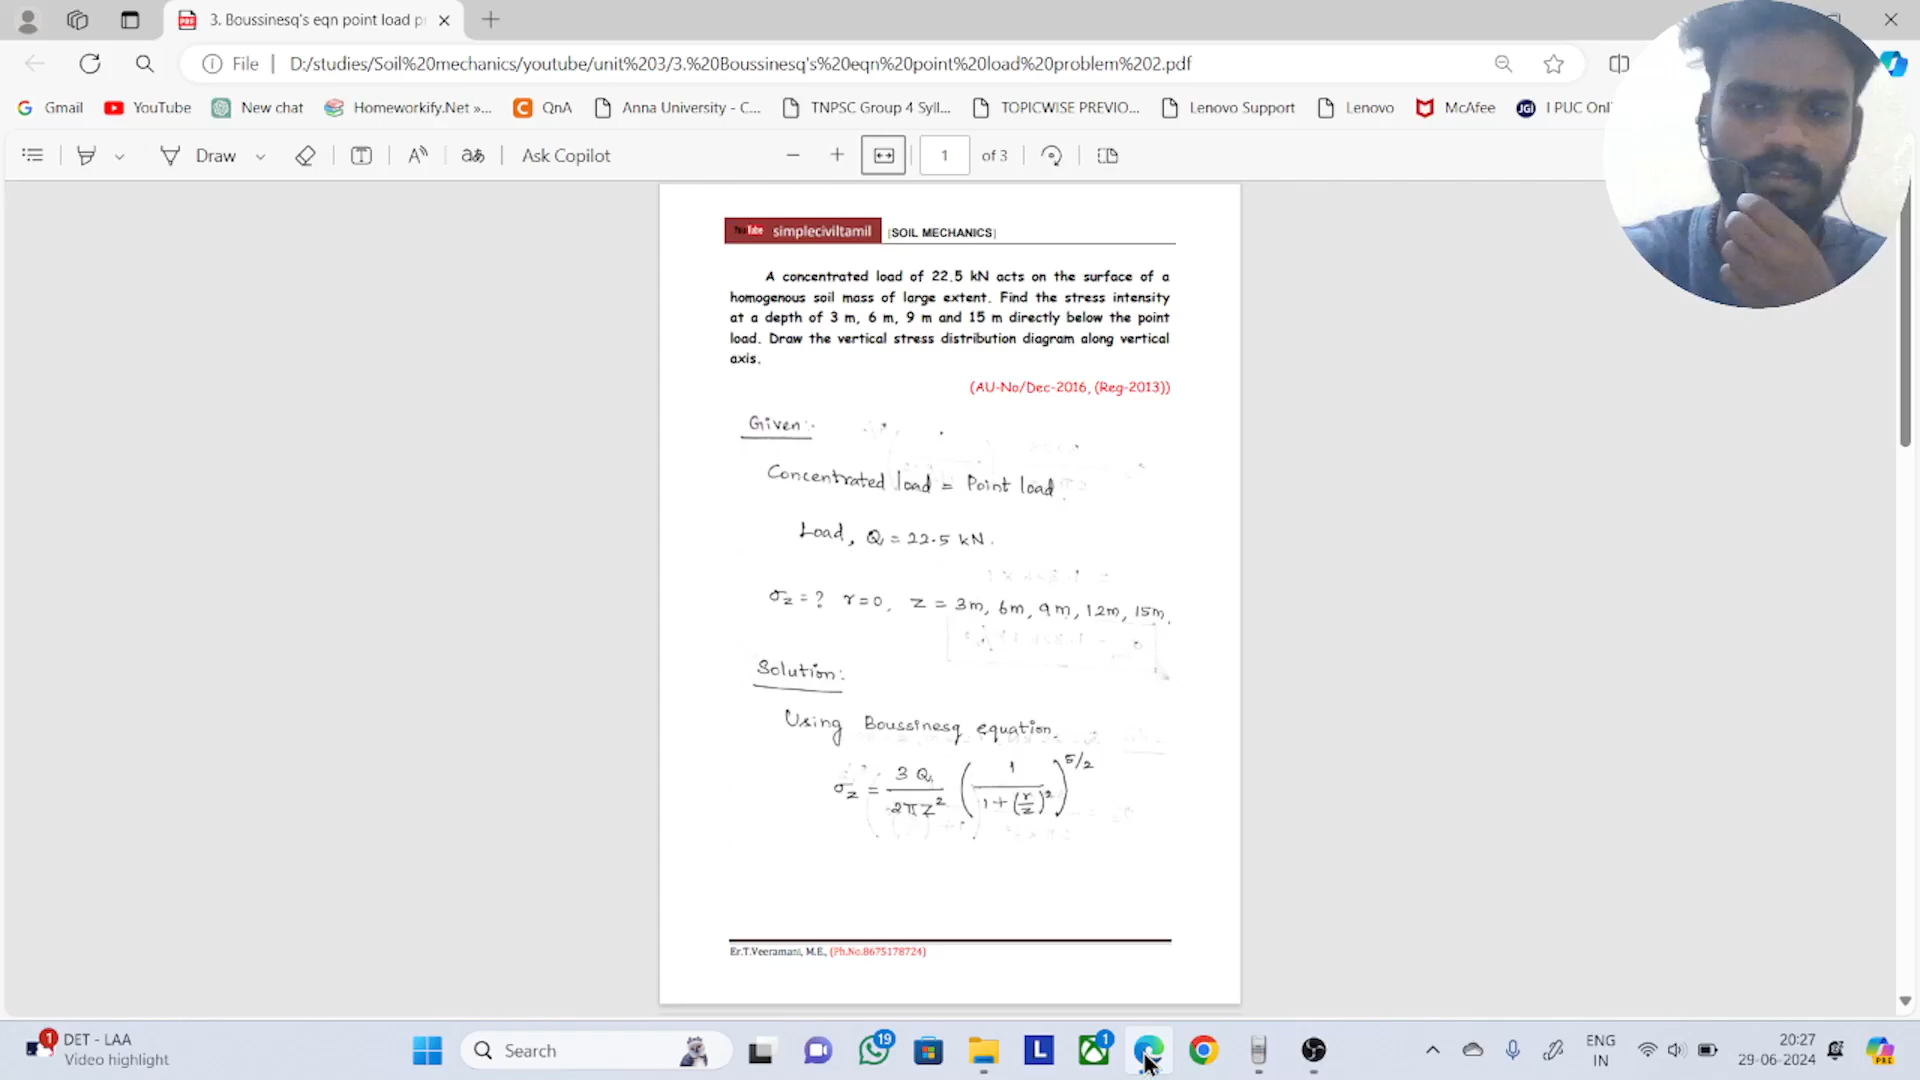 3. Boussinesq's eqn point load pr
File
D:/studies/Soil%20mechanics/youtube/unit%203/3.%20Boussinesq's%20eqn%20point%20load%20problem%202.pdf
Gmail
YouTube
New chat
Homeworkify.Net »...
QnA
Anna University - C...
TNPSC Group 4 Syll...
TOPICWISE PREVIO...
Lenovo Support
Lenovo
McAfee
I PUC Onl
Draw
Ask Copilot
1 of 3
YouTube simpleciviltamil [SOIL MECHANICS]
A concentrated load of 22.5 kN acts on the surface of a
homogenous soil mass of large extent. Find the stress intensity
at a depth of 3 m, 6 m, 9 m and 15 m directly below the point
load. Draw the vertical stress distribution diagram along vertical
axis.
(AU-No/Dec-2016, (Reg-2013))
Given:-
Concentrated load = Point load.
Load, Q = 22.5 kN.
σz = ? r=0, z = 3m, 6m, 9m, 12m, 15m.
Solution:
Using Boussinesq equation.
σz = 3Q / 2πz² (1 / 1+(r/z)²)^5/2
Er.T.Veeramani, M.E., (Ph.No.8675178724)
1
DET - LAA
Video highlight
Search
19
1
ENG
IN
20:27
29-06-2024
PRE